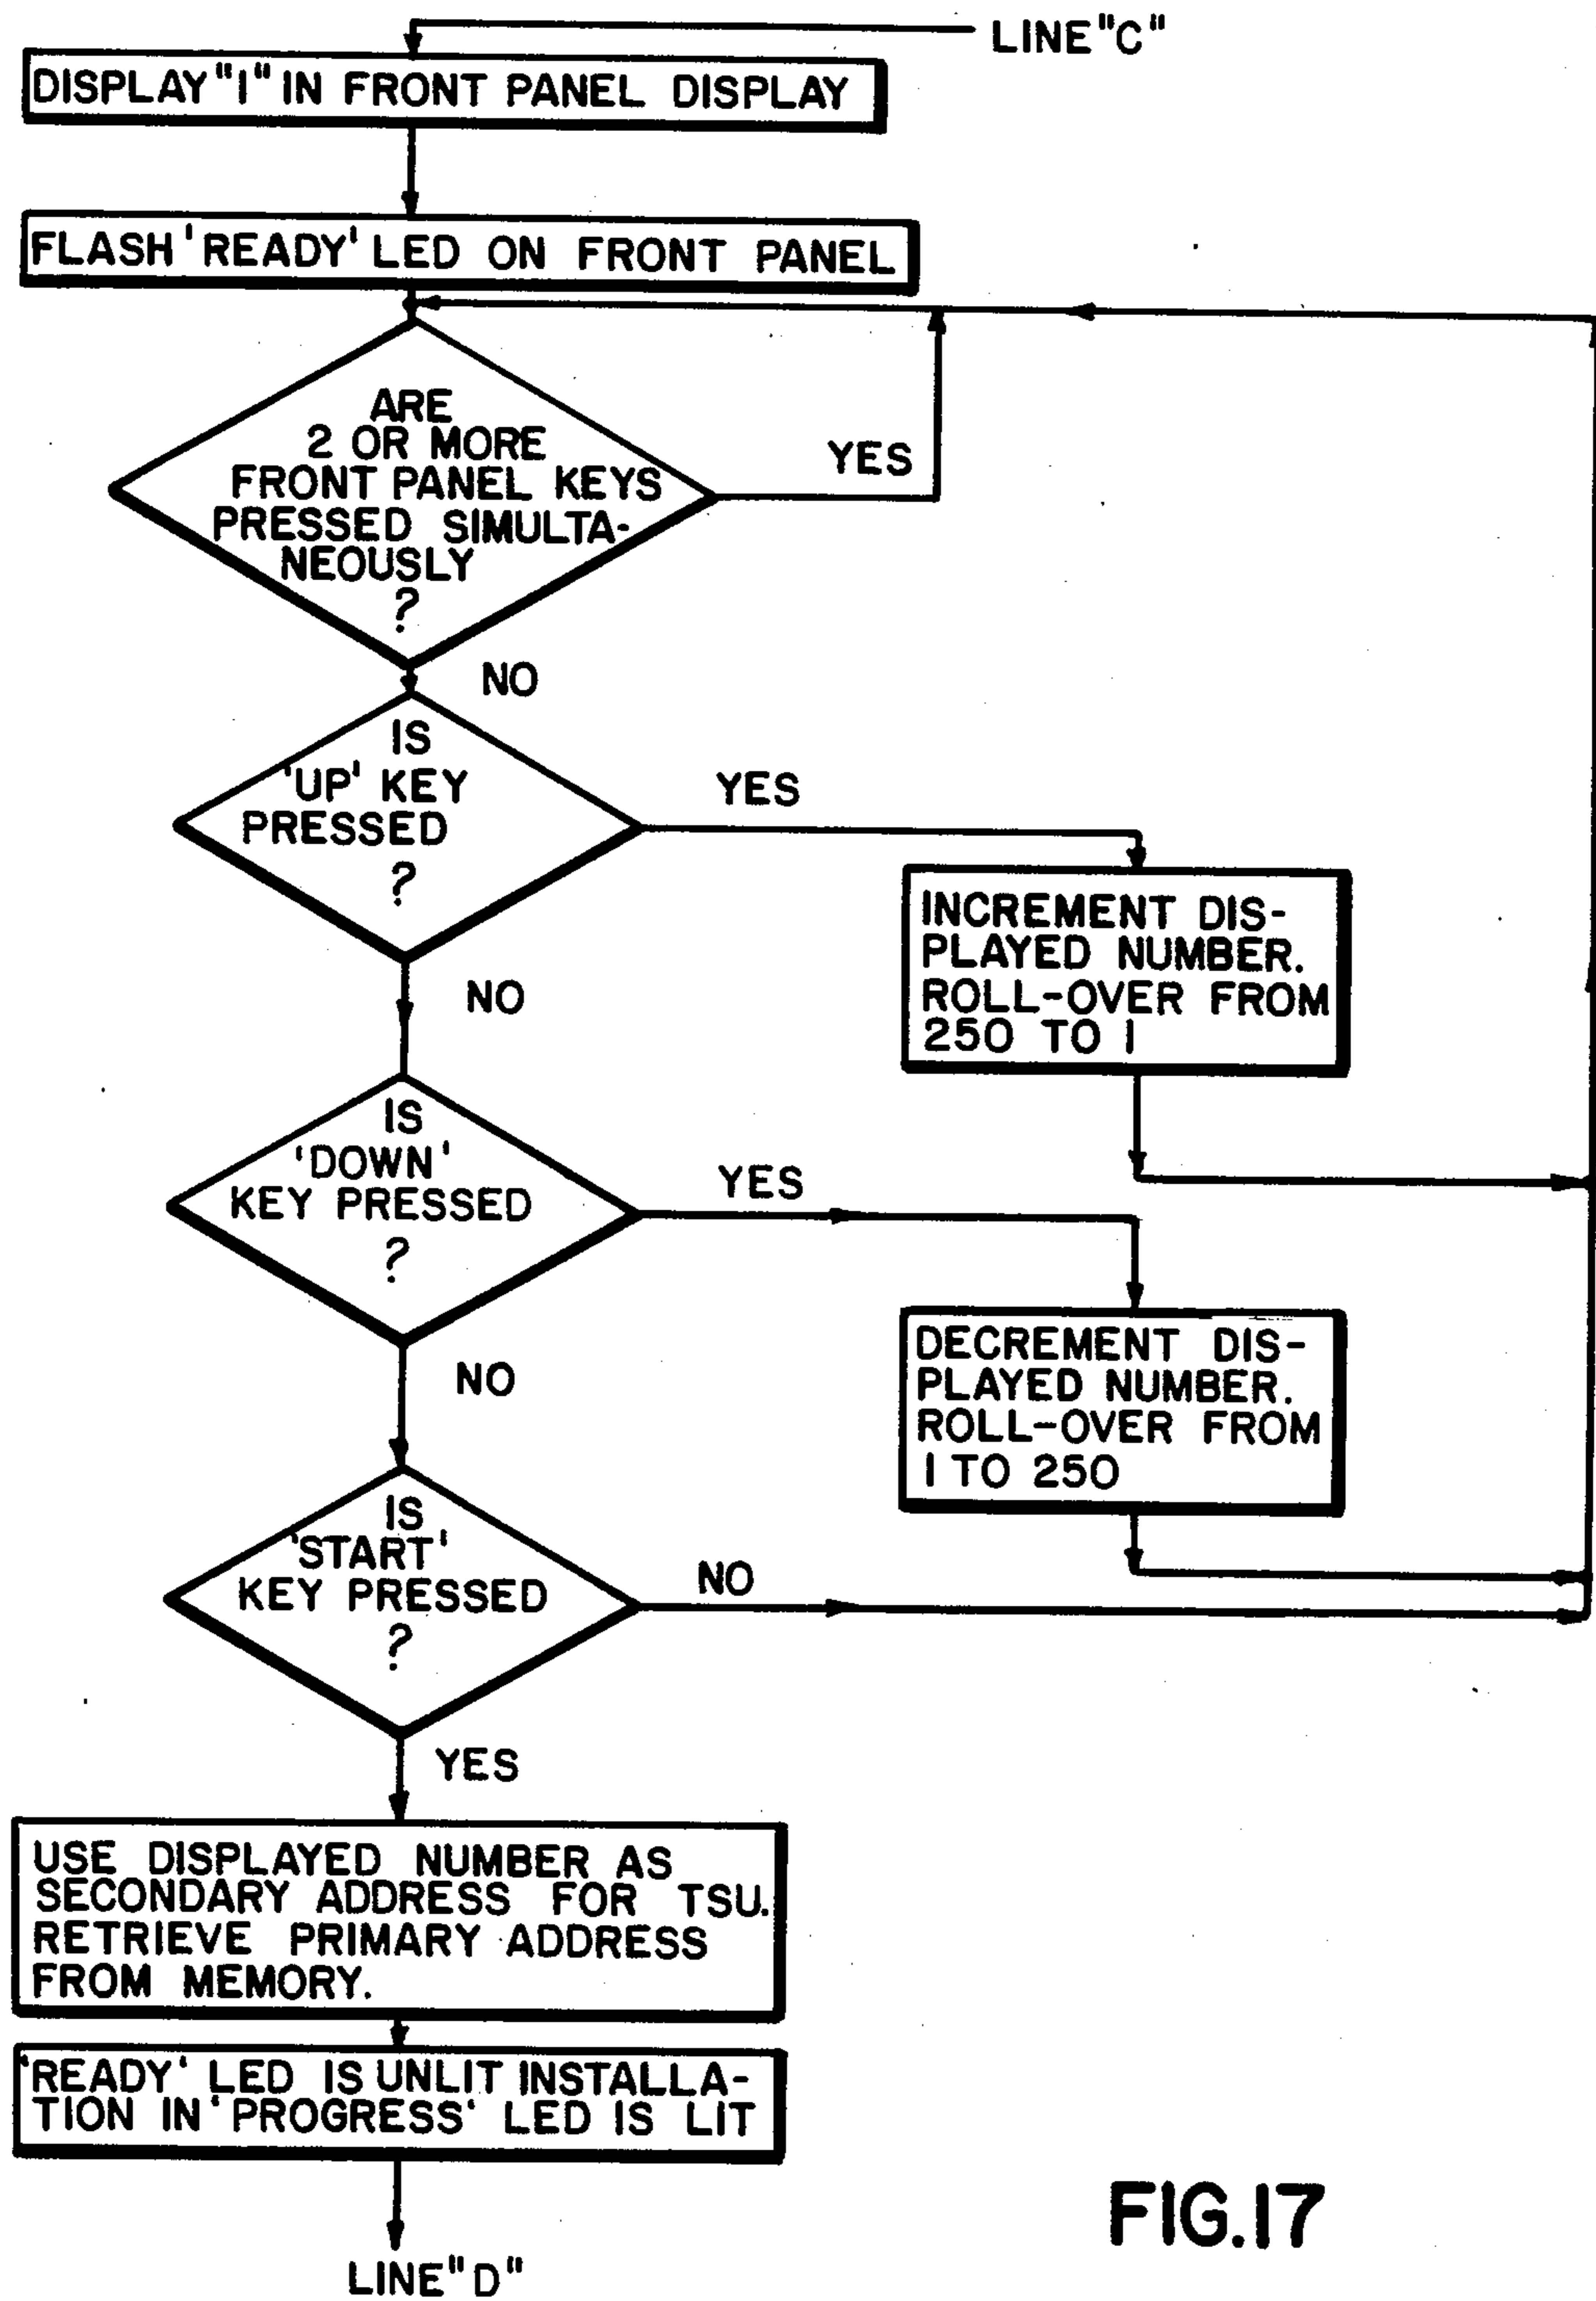 LINE "C"
DISPLAY "1" IN FRONT PANEL DISPLAY
FLASH 'READY' LED ON FRONT PANEL
ARE
2 OR MORE
FRONT PANEL KEYS
PRESSED SIMULTA-
NEOUSLY
?
YES
NO
IS
'UP' KEY
PRESSED
?
YES
INCREMENT DIS-
PLAYED NUMBER.
ROLL-OVER FROM
250 TO 1
NO
IS
'DOWN'
KEY PRESSED
?
YES
DECREMENT DIS-
PLAYED NUMBER.
ROLL-OVER FROM
1 TO 250
NO
IS
'START'
KEY PRESSED
?
NO
YES
USE DISPLAYED NUMBER AS
SECONDARY ADDRESS FOR TSU.
RETRIEVE PRIMARY ADDRESS
FROM MEMORY.
'READY' LED IS UNLIT INSTALLA-
TION IN 'PROGRESS' LED IS LIT
LINE "D"
FIG.17